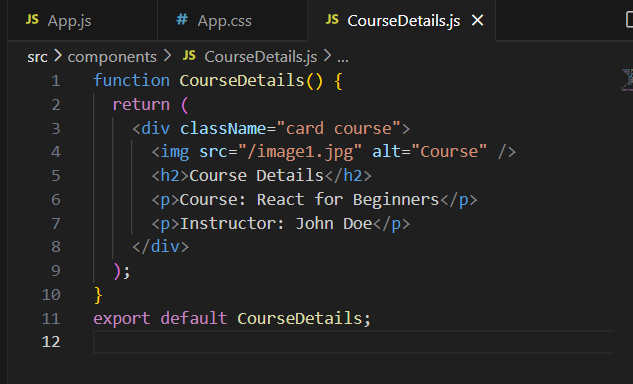 JS App.js # App.css JS CourseDetails.js ×
src > components > JS CourseDetails.js > ...
1 function CourseDetails() {
2 return (
3 <div className="card course">
4 <img src="/image1.jpg" alt="Course" />
5 <h2>Course Details</h2>
6 <p>Course: React for Beginners</p>
7 <p>Instructor: John Doe</p>
8 </div>
9 );
10 }
11 export default CourseDetails;
12